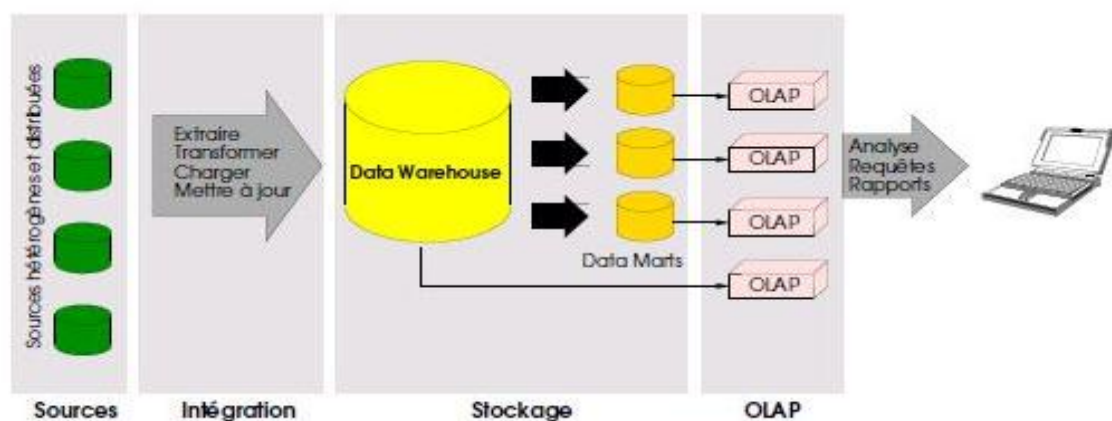 Sources hétérogènes et distribuées
Extraire
Transformer
Charger
Mettre à jour
Data Warehouse
Data Marts
OLAP
OLAP
OLAP
OLAP
Analyse
Requêtes
Rapports
Sources
Intégration
Stockage
OLAP